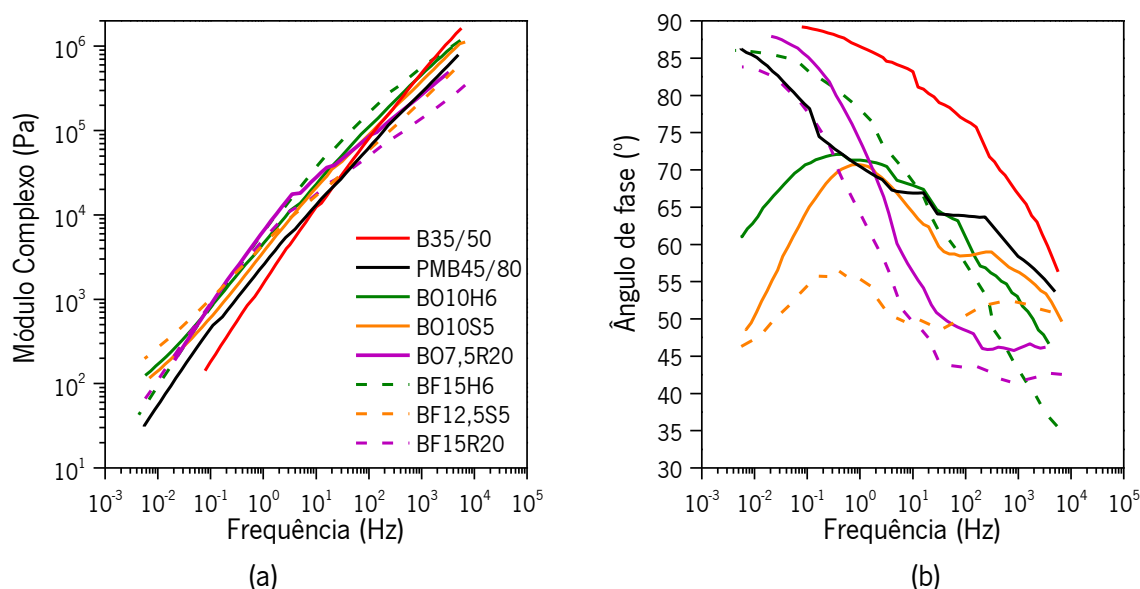 Módulo Complexo (Pa)
10^6
10^5
10^4
10^3
10^2
10^1
B35/50
PMB45/80
BO10H6
BO10S5
BO7,5R20
BF15H6
BF12,5S5
BF15R20
10^-3 10^-2 10^-1 10^0 10^1 10^2 10^3 10^4 10^5
Frequência (Hz)
(a)
Ângulo de fase (º)
90
85
80
75
70
65
60
55
50
45
40
35
30
10^-3 10^-2 10^-1 10^0 10^1 10^2 10^3 10^4 10^5
Frequência (Hz)
(b)